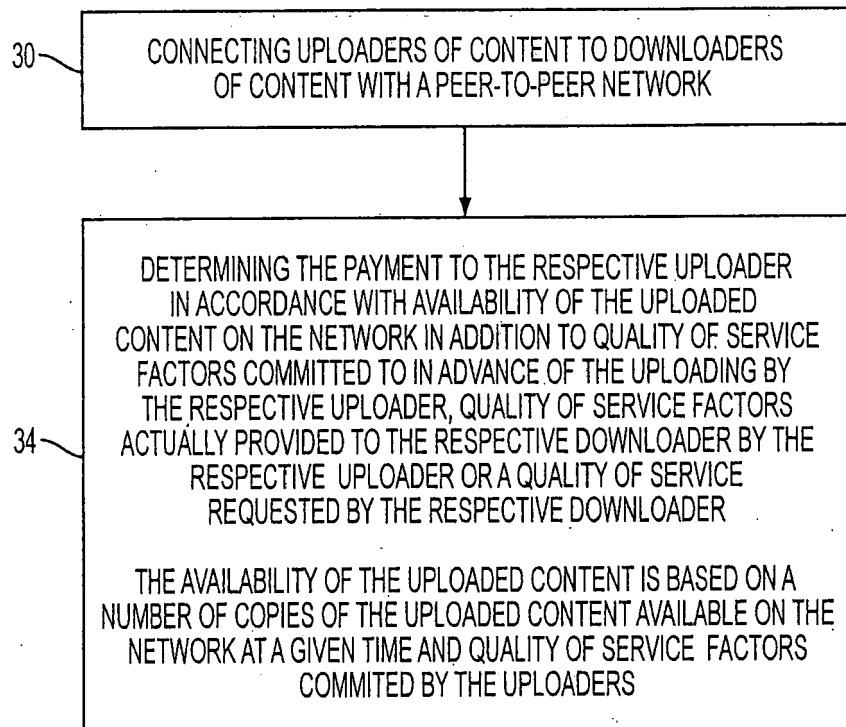 30
CONNECTING UPLOADERS OF CONTENT TO DOWNLOADERS
OF CONTENT WITH A PEER-TO-PEER NETWORK
34
DETERMINING THE PAYMENT TO THE RESPECTIVE UPLOADER
IN ACCORDANCE WITH AVAILABILITY OF THE UPLOADED
CONTENT ON THE NETWORK IN ADDITION TO QUALITY OF SERVICE
FACTORS COMMITTED TO IN ADVANCE OF THE UPLOADING BY
THE RESPECTIVE UPLOADER, QUALITY OF SERVICE FACTORS
ACTUALLY PROVIDED TO THE RESPECTIVE DOWNLOADER BY THE
RESPECTIVE UPLOADER OR A QUALITY OF SERVICE
REQUESTED BY THE RESPECTIVE DOWNLOADER
THE AVAILABILITY OF THE UPLOADED CONTENT IS BASED ON A
NUMBER OF COPIES OF THE UPLOADED CONTENT AVAILABLE ON THE
NETWORK AT A GIVEN TIME AND QUALITY OF SERVICE FACTORS
COMMITED BY THE UPLOADERS